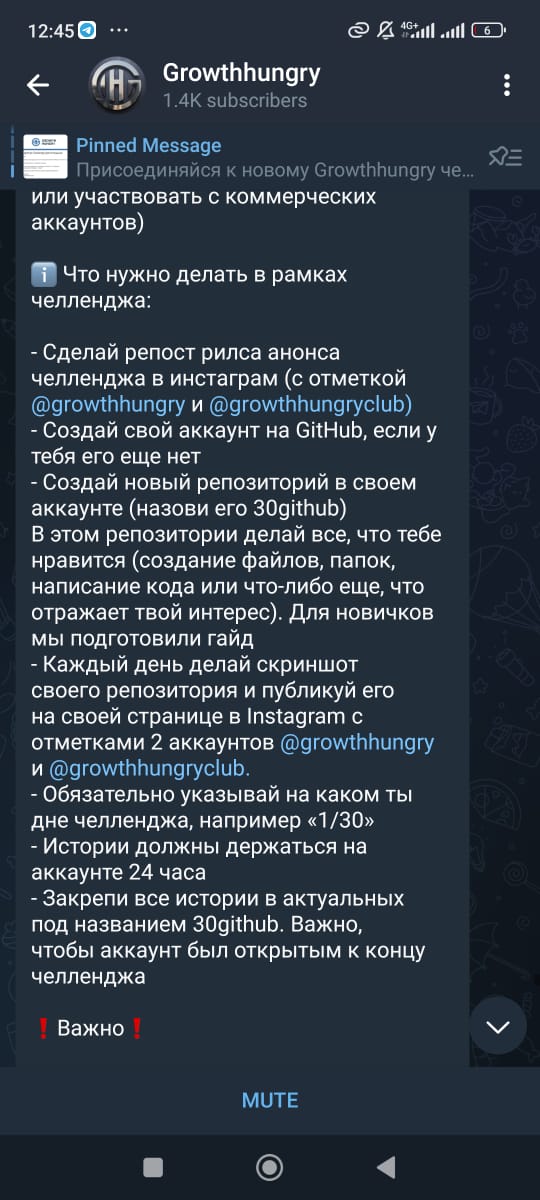 12:45 ...
4G+ 6
Growthhungry
1.4K subscribers
Pinned Message
Присоединяйся к новому Growthhungry че...
или участвовать с коммерческих
аккаунтов)
ℹ️ Что нужно делать в рамках
челленджа:
- Сделай репост рилса анонса
челленджа в инстаграм (с отметкой
@growthhungry и @growthhungryclub)
- Создай свой аккаунт на GitHub, если у
тебя его еще нет
- Создай новый репозиторий в своем
аккаунте (назови его 30github)
В этом репозитории делай все, что тебе
нравится (создание файлов, папок,
написание кода или что-либо еще, что
отражает твой интерес). Для новичков
мы подготовили гайд
- Каждый день делай скриншот
своего репозитория и публикуй его
на своей странице в Instagram с
отметками 2 аккаунтов @growthhungry
и @growthhungryclub.
- Обязательно указывай на каком ты
дне челленджа, например «1/30»
- Истории должны держаться на
аккаунте 24 часа
- Закрепи все истории в актуальных
под названием 30github. Важно,
чтобы аккаунт был открытым к концу
челленджа
❗ Важно ❗
MUTE